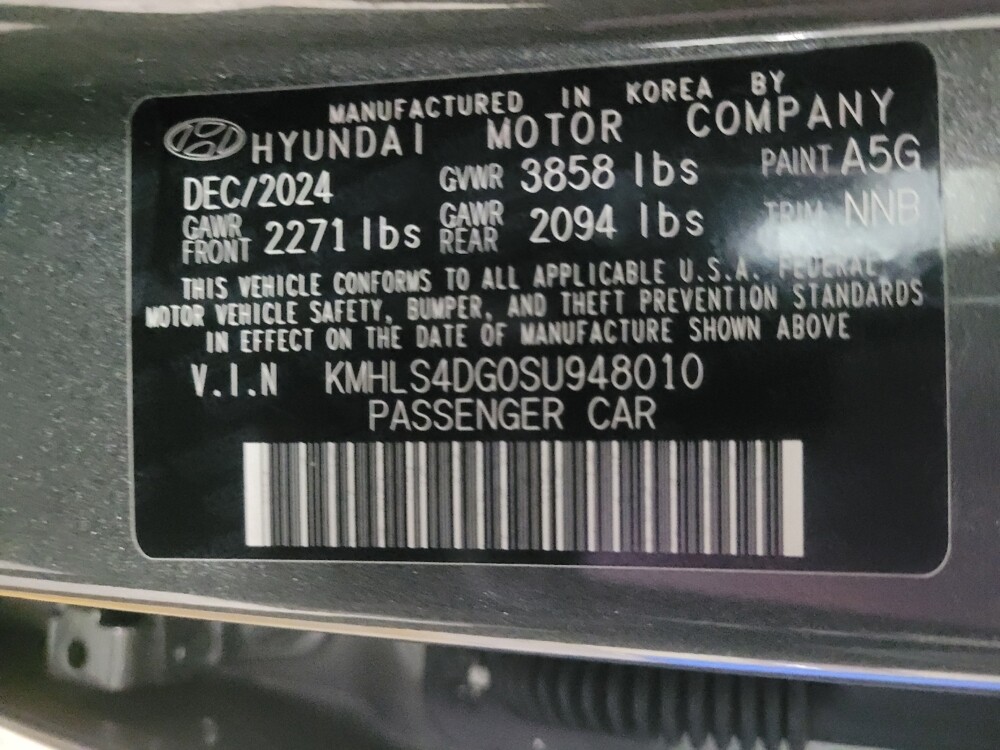 MANUFACTURED IN KOREA BY
HYUNDAI MOTOR COMPANY
DEC/2024 GVWR 3858 lbs PAINT A5G
GAWR FRONT 2271 lbs GAWR REAR 2094 lbs TRIM NNB
THIS VEHICLE CONFORMS TO ALL APPLICABLE U.S.A. FEDERAL
MOTOR VEHICLE SAFETY, BUMPER, AND THEFT PREVENTION STANDARDS
IN EFFECT ON THE DATE OF MANUFACTURE SHOWN ABOVE
V.I.N KMHLS4DG0SU948010
PASSENGER CAR